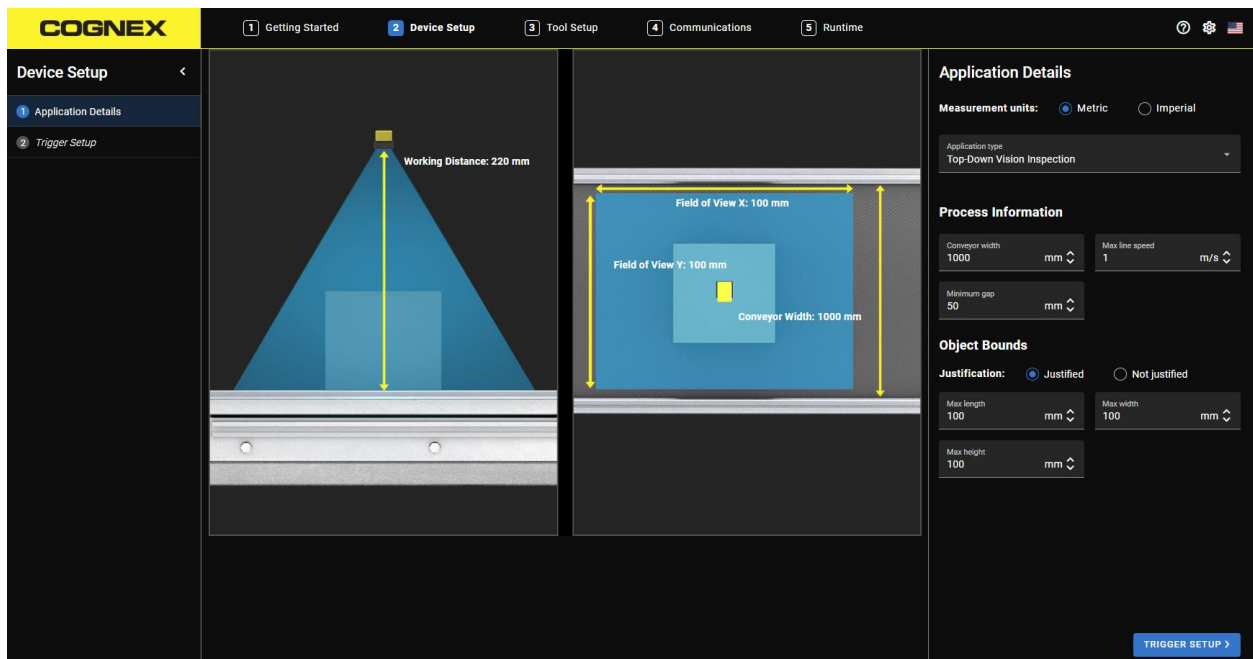 COGNEX
1 Getting Started
2 Device Setup
3 Tool Setup
4 Communications
5 Runtime
Device Setup
1 Application Details
2 Trigger Setup
Working Distance: 220 mm
Field of View X: 100 mm
Field of View Y: 100 mm
Conveyor Width: 1000 mm
Application Details
Measurement units: Metric Imperial
Application type
Top-Down Vision Inspection
Process Information
Conveyor width
1000 mm
Max line speed
1 m/s
Minimum gap
50 mm
Object Bounds
Justification: Justified Not justified
Max length
100 mm
Max width
100 mm
Max height
100 mm
TRIGGER SETUP